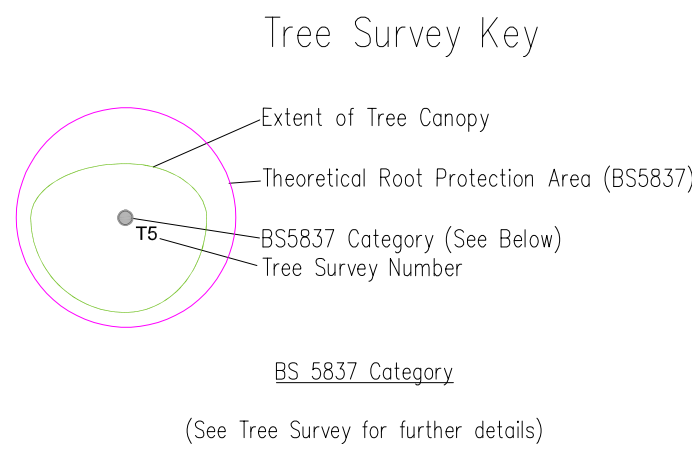 Tree Survey Key
Extent of Tree Canopy
Theoretical Root Protection Area (BS5837)
T5
BS5837 Category (See Below)
Tree Survey Number
BS 5837 Category
(See Tree Survey for further details)